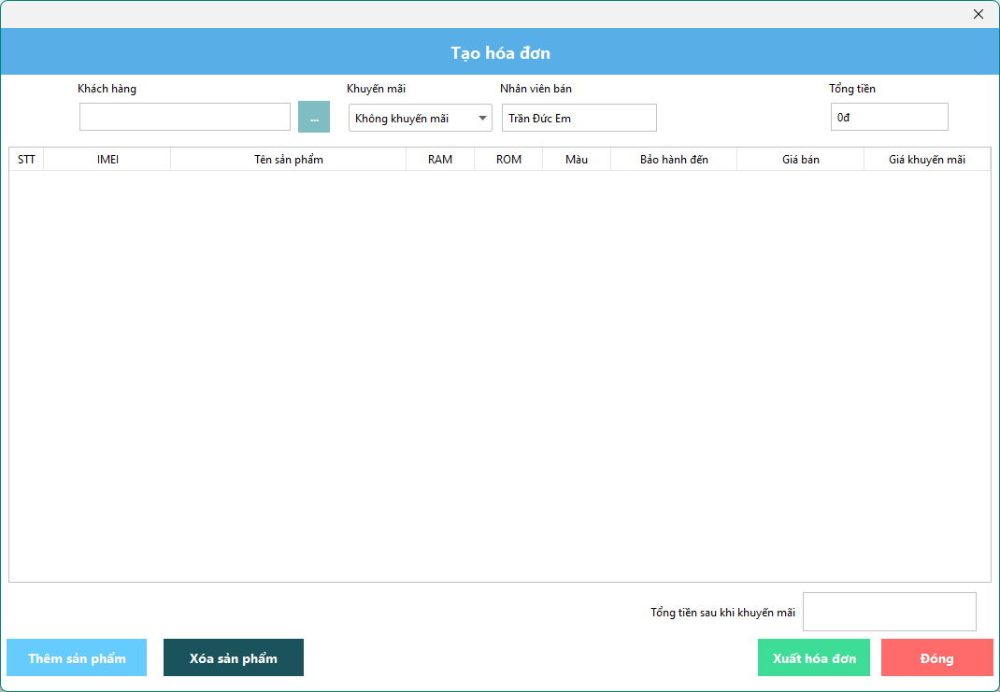 Tạo hóa đơn
Khách hàng Khuyến mãi Nhân viên bán Tổng tiền
... Không khuyến mãi Trần Đức Em 0đ
STT IMEI Tên sản phẩm RAM ROM Màu Bảo hành đến Giá bán Giá khuyến mãi
Tổng tiền sau khi khuyến mãi
Thêm sản phẩm Xóa sản phẩm Xuất hóa đơn Đóng